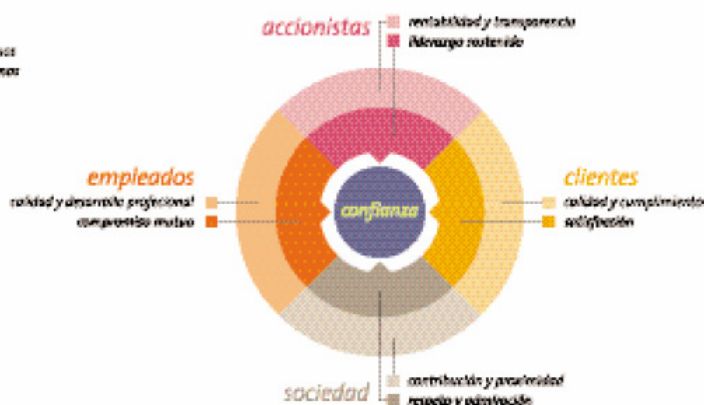 accionistas
rentabilidad y transparencia
liderazgo sostenido
empleados
calidad y desarrollo profesional
compromiso mutuo
confianza
clientes
calidad y cumplimiento
satisfacción
sociedad
contribución y proximidad
respeto y admiración